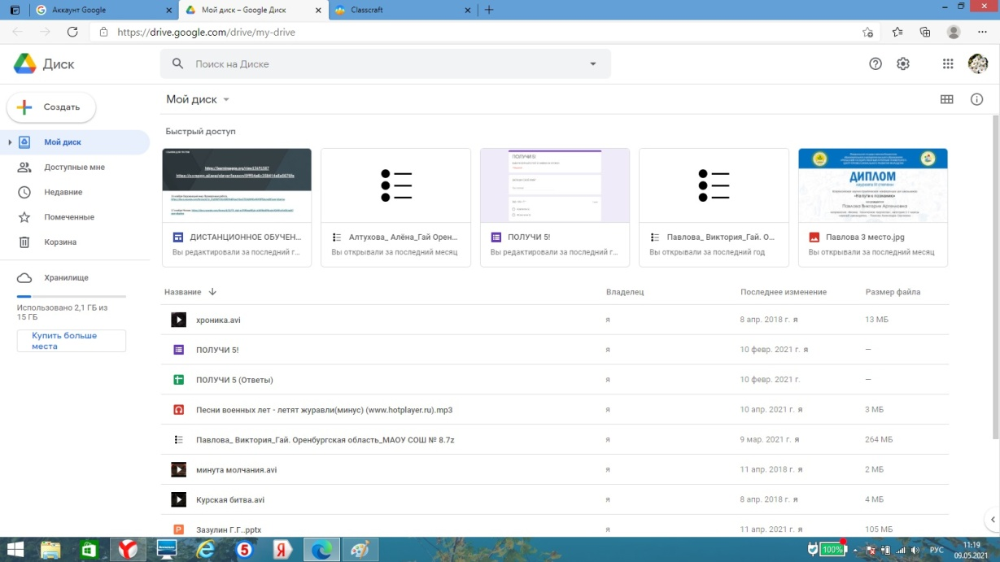 Аккаунт Google
Мой диск – Google Диск
Classcraft
https://drive.google.com/drive/my-drive
Диск
Поиск на Диске
Создать
Мой диск
Доступные мне
Недавние
Помеченные
Корзина
Хранилище
Использовано 2,1 ГБ из
15 ГБ
Купить больше
места
Мой диск
Быстрый доступ
ПОЛУЧИ 5!
ДИПЛОМ
«На пути к познанию»
Павлова Виктория Артемовна
ДИСТАНЦИОННОЕ ОБУЧЕН...
Вы редактировали за последний г...
Алтухова_ Алёна_Гай Орен...
Вы открывали за последний месяц
ПОЛУЧИ 5!
Вы редактировали за последний г...
Павлова_ Виктория_Гай. О...
Вы открывали за последний год
Павлова 3 место.jpg
Вы открывали за последний месяц
Название Владелец Последнее изменение Размер файла
хроника.avi я 8 апр. 2018 г. я 13 МБ
ПОЛУЧИ 5! я 10 февр. 2021 г. я —
ПОЛУЧИ 5 (Ответы) я 10 февр. 2021 г. —
Песни военных лет - летят журавли(минус) (www.hotplayer.ru).mp3 я 10 апр. 2021 г. я 3 МБ
Павлова_ Виктория_Гай. Оренбургская область_МАОУ СОШ № 8.7z я 9 мар. 2021 г. я 264 МБ
минута молчания.avi я 11 апр. 2018 г. я 2 МБ
Курская битва.avi я 8 апр. 2018 г. я 4 МБ
Зазулин Г.Г..pptx я 11 апр. 2021 г. я 105 МБ
100%
РУС
11:19
09.05.2021